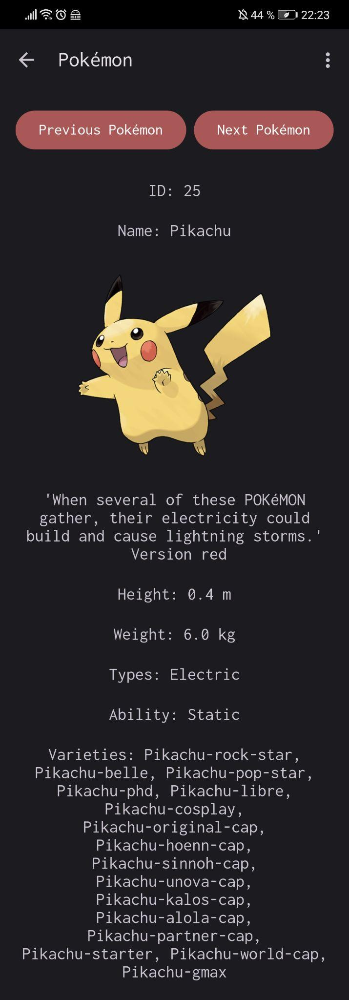 44 % 22:23
Pokémon
Previous Pokémon Next Pokémon
ID: 25
Name: Pikachu
'When several of these POKéMON
gather, their electricity could
build and cause lightning storms.'
Version red
Height: 0.4 m
Weight: 6.0 kg
Types: Electric
Ability: Static
Varieties: Pikachu-rock-star,
Pikachu-belle, Pikachu-pop-star,
Pikachu-phd, Pikachu-libre,
Pikachu-cosplay,
Pikachu-original-cap,
Pikachu-hoenn-cap,
Pikachu-sinnoh-cap,
Pikachu-unova-cap,
Pikachu-kalos-cap,
Pikachu-alola-cap,
Pikachu-partner-cap,
Pikachu-starter, Pikachu-world-cap,
Pikachu-gmax